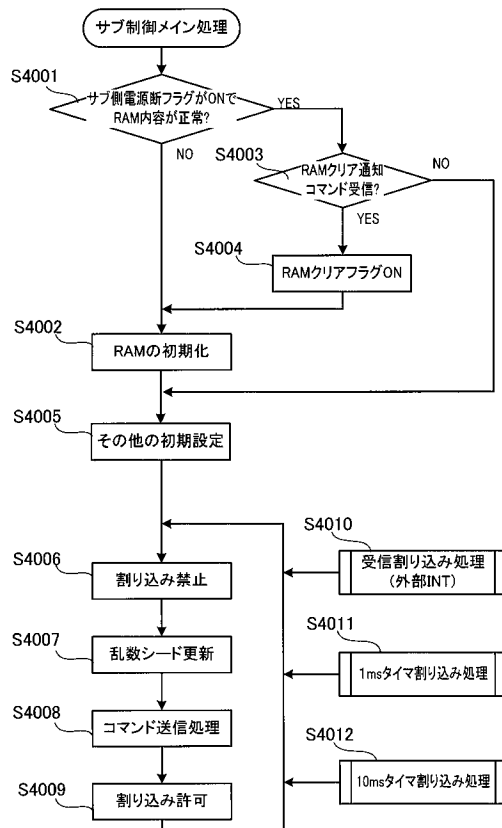 サブ制御メイン処理
S4001
サブ側電源断フラグがONで
RAM内容が正常?
YES
NO
S4003
RAMクリア通知
コマンド受信?
NO
YES
S4004
RAMクリアフラグON
S4002
RAMの初期化
S4005
その他の初期設定
S4006
割り込み禁止
S4007
乱数シード更新
S4008
コマンド送信処理
S4009
割り込み許可
S4010
受信割り込み処理
(外部INT)
S4011
1msタイマ割り込み処理
S4012
10msタイマ割り込み処理